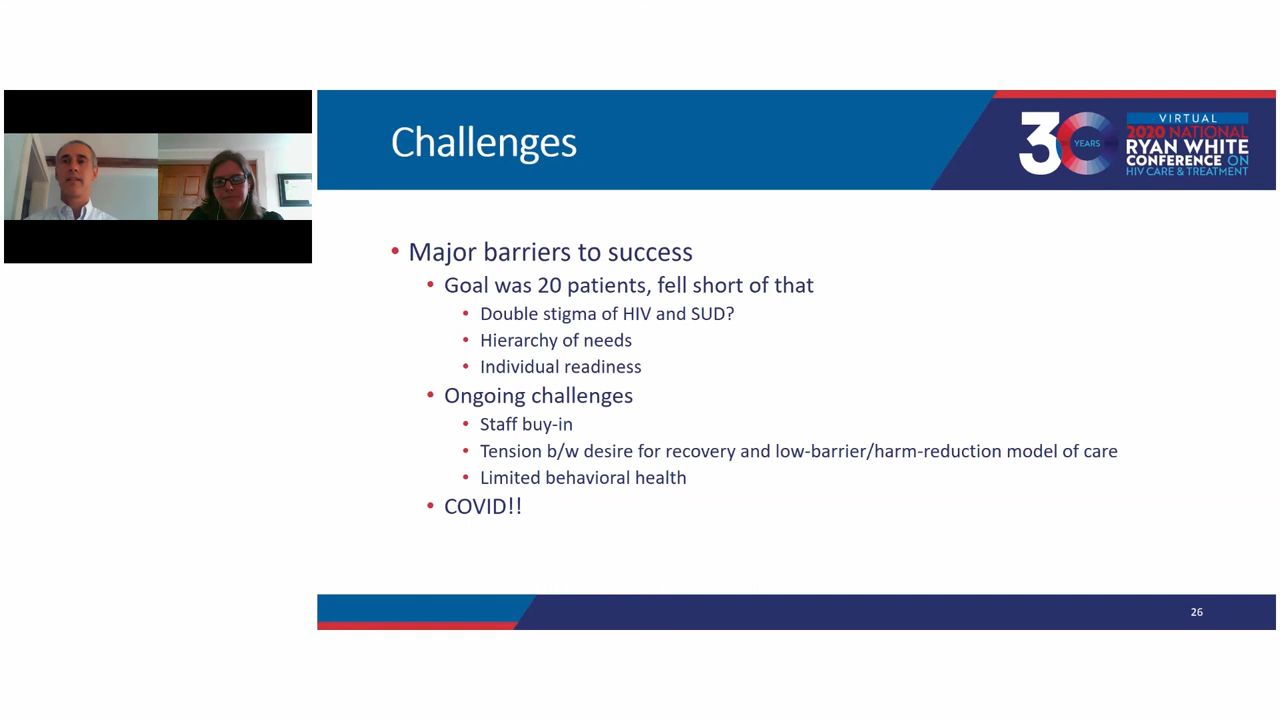 Challenges
30
YEARS
VIRTUAL
2020 NATIONAL
RYAN WHITE
CONFERENCE ON
HIV CARE & TREATMENT
• Major barriers to success
• Goal was 20 patients, fell short of that
• Double stigma of HIV and SUD?
• Hierarchy of needs
• Individual readiness
• Ongoing challenges
• Staff buy-in
• Tension b/w desire for recovery and low-barrier/harm-reduction model of care
• Limited behavioral health
• COVID!!
26